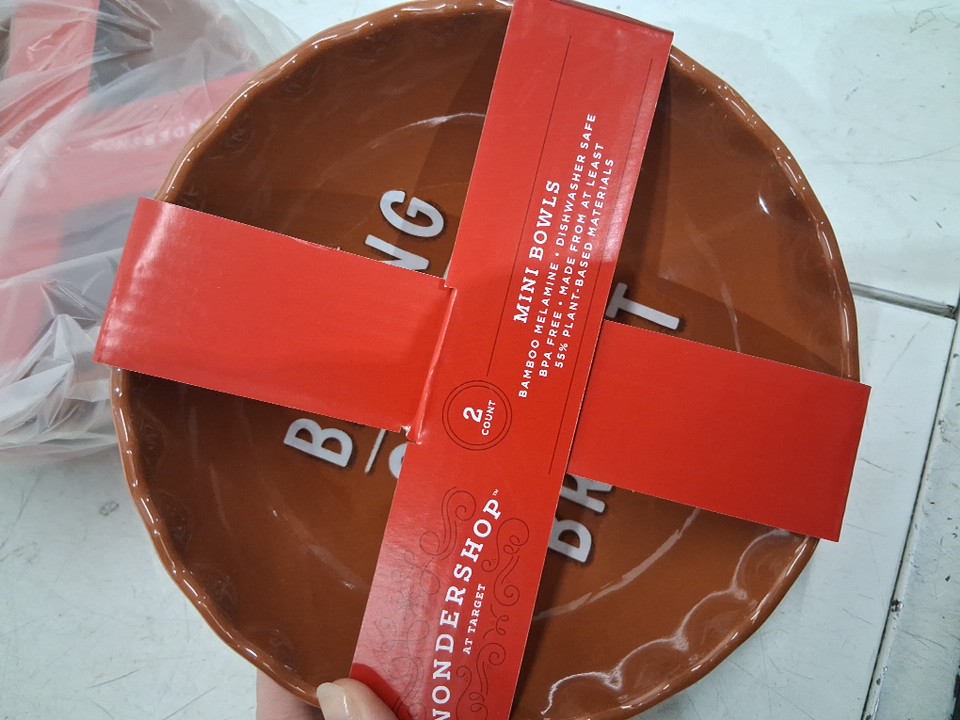 MINI BOWLS
BAMBOO MELAMINE • DISHWASHER SAFE
BPA FREE • MADE FROM AT LEAST
55% PLANT-BASED MATERIALS
2
COUNT
WONDERSHOP™
AT TARGET